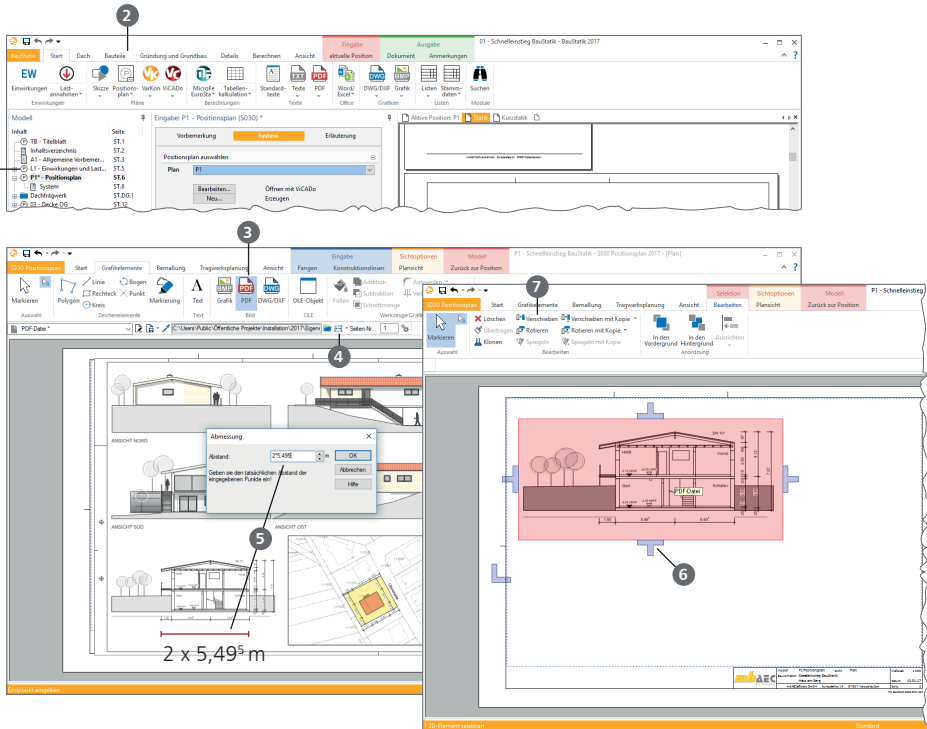 2
Eingabe
Ausgabe
01 - Schnelleinstieg BauStatik - BauStatik 2017
BauStatik Start Dach Bauteile Gründung und Grundbau Details Berechnen Ansicht aktuelle Position Dokument Anmerkungen
EW
Einwirkungen Last-annahmen Skizze Positions-plan VarKon ViCADo MicroFe EuroSta Tabellen-kalkulation Standard-texte Texte PDF Word/Excel DWG/DXF Grafik Listen Stamm-daten Suchen
Einwirkungen Pläne Berechnungen Texte Office Grafiken Listen Module
Modell
Inhalt Seite
TB - Titelblatt ST.1
Inhaltsverzeichnis ST.2
A1 - Allgemeine Vorbemer... ST.3
L1 - Einwirkungen und Last... ST.5
P1* - Positionsplan ST.6
System ST.6
Dachtragwerk ST.DG.1
03 - Decke OG ST.12
Eingabe: P1 - Positionsplan (S030) *
Vorbemerkung System Erläuterung
Positionsplan auswählen
Plan P1
Bearbeiten... Öffnen mit ViCADo
Neu... Erzeugen
Aktive Position: P1 Statik Kurzstatik
3
Eingabe Sichtoptionen Modell
P1 - Schnelleinstieg BauStatik - S030 Positionsplan 2017 - [Plan]
S030 Positionsplan Start Grafikelemente Bemaßung Tragwerksplanung Ansicht Fangen Konstruktionslinien Plansicht Zurück zur Position
Markieren Polygon Linie Bogen Rechteck Punkt Kreis Markierung Text Grafik PDF DWG/DXF OLE-Objekt Füllen Addition Subtraktion Schnittmenge Ausrunden
Auswahl Zeichenelemente Text Bild OLE Werkzeuge Grafik
PDF-Datei * C:\Users\Public\Öffentliche Projekte\Installation\2017\Eigene Seiten-Nr. 1
4
ANSICHT NORD
Abmessung
Abstand: 2*5.495 m OK
Geben sie den tatsächlichen Abstand der eingegebenen Punkte ein!
Abbrechen
Hilfe
ANSICHT SÜD
ANSICHT OST
5
2 x 5,49⁵ m
Endpunkt eingeben
7
Selektion Sichtoptionen Modell
P1 - Schnelleinstieg
S030 Positionsplan Start Grafikelemente Bemaßung Tragwerksplanung Ansicht Bearbeiten Plansicht Zurück zur Position
Markieren Löschen Verschieben Verschieben mit Kopie
Übertragen Rotieren Rotieren mit Kopie
Klonen Spiegeln Spiegeln mit Kopie
In den Vordergrund In den Hintergrund Ausrichten
Auswahl Bearbeiten Anordnung
PDF-Datei
6
mbAEC
1 2D-Element selektiert
Standard